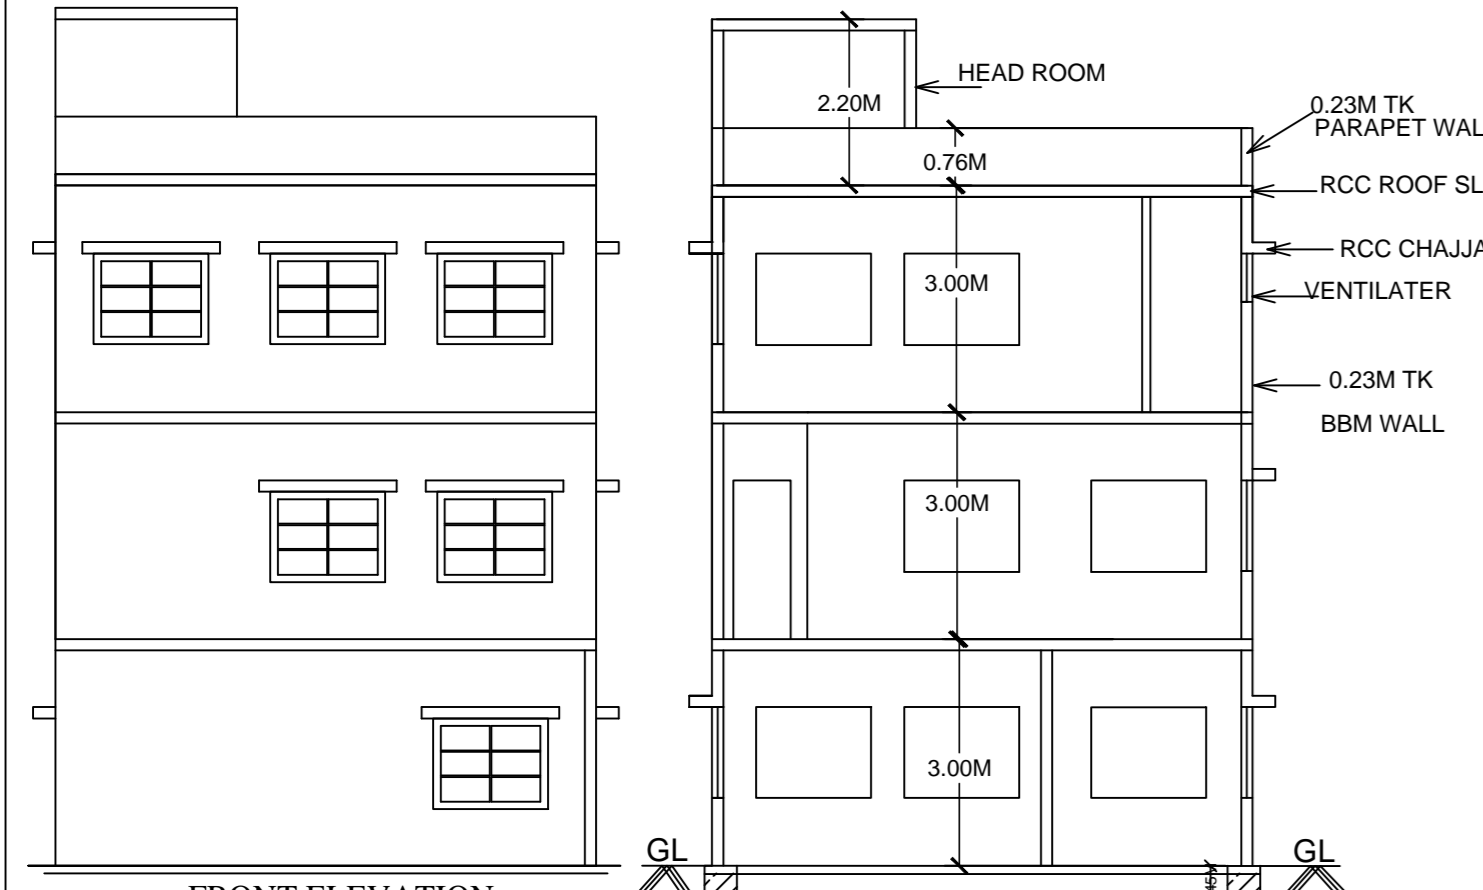 HEAD ROOM
2.20M
0.23M TK
PARAPET WAL
0.76M
RCC ROOF SL
RCC CHAJJA
3.00M
VENTILATER
0.23M TK
BBM WALL
3.00M
3.00M
GL
GL
FRONT ELEVATION